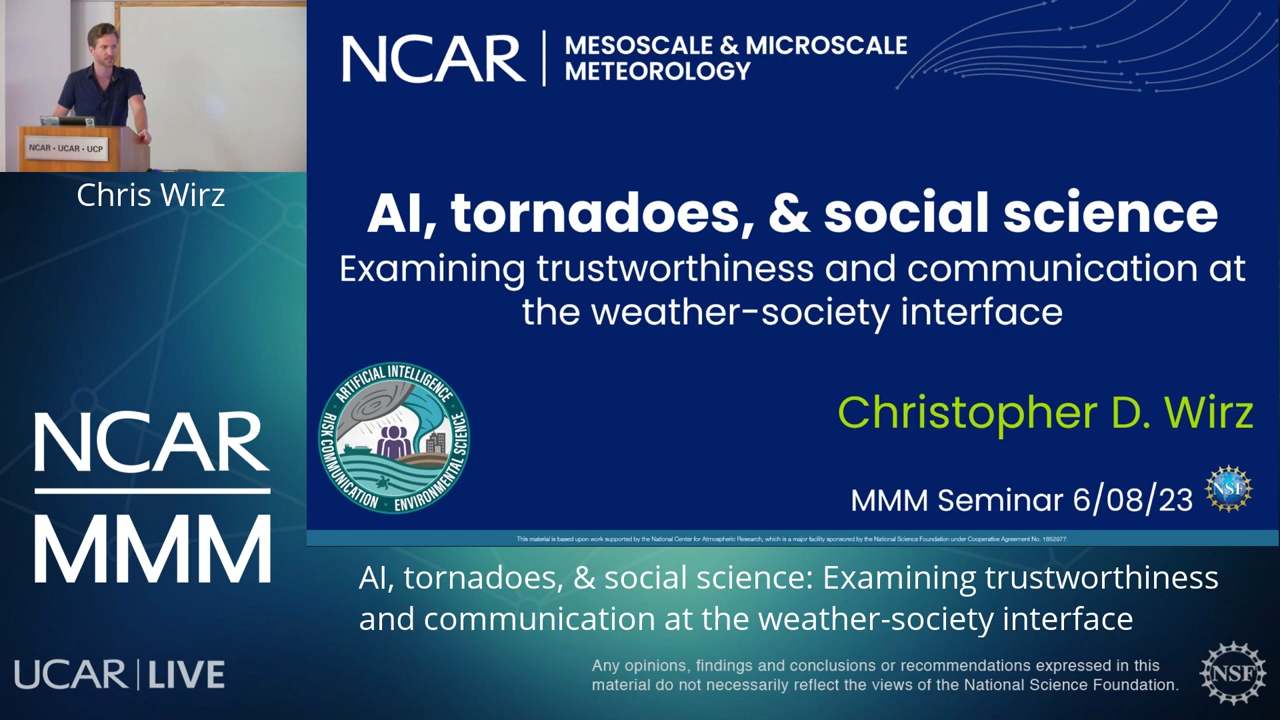 NCAR • UCAR • UCP
Chris Wirz
NCAR
MMM
UCAR | LIVE
NCAR | MESOSCALE & MICROSCALE
METEOROLOGY
AI, tornadoes, & social science
Examining trustworthiness and communication at
the weather-society interface
ARTIFICIAL INTELLIGENCE
RISK COMMUNICATION
ENVIRONMENTAL SCIENCE
Christopher D. Wirz
MMM Seminar 6/08/23
NSF
This material is based upon work supported by the National Center for Atmospheric Research, which is a major facility sponsored by the National Science Foundation under Cooperative Agreement No. 1852977.
AI, tornadoes, & social science: Examining trustworthiness
and communication at the weather-society interface
Any opinions, findings and conclusions or recommendations expressed in this
material do not necessarily reflect the views of the National Science Foundation.
NSF